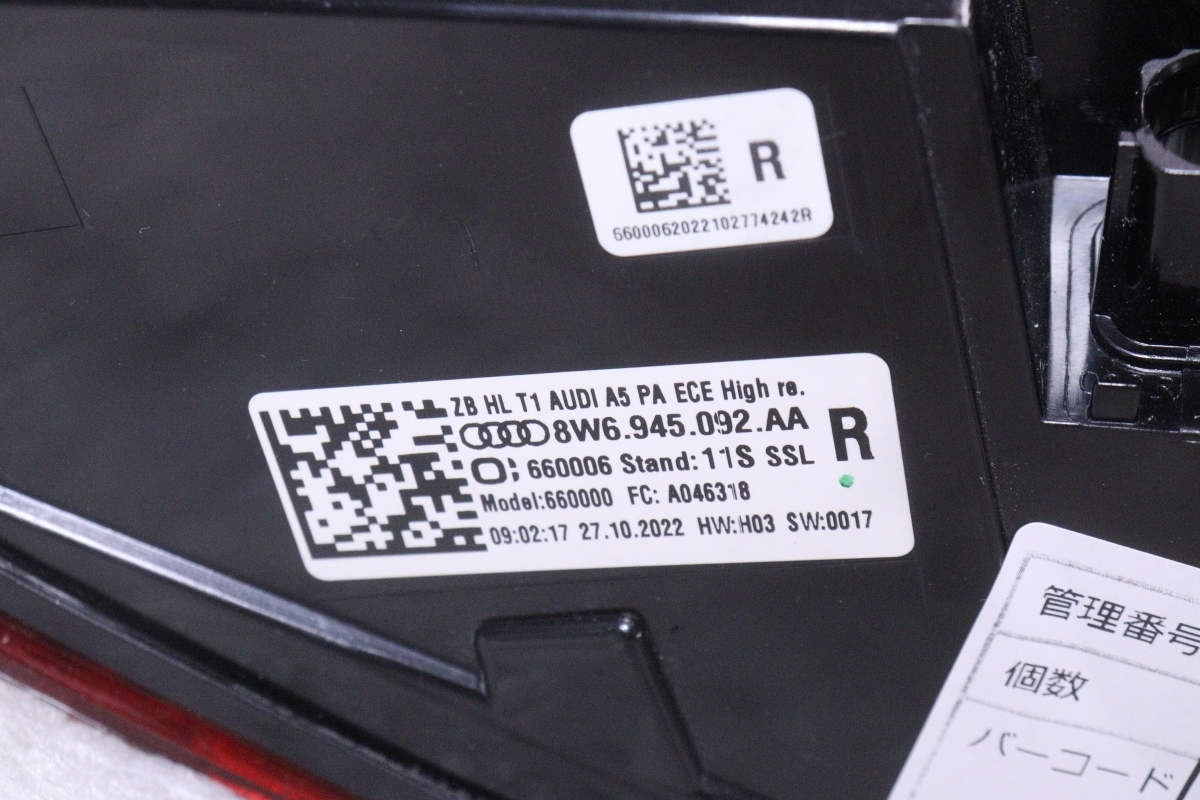 R
6600062022102774242R
ZB HL T1 AUDI A5 PA ECE High re.
8W6.945.092.AA
R
660006 Stand:11S SSL
Model:660000 FC: A046318
09:02:17 27.10.2022 HW:H03 SW:0017
管理番号
個数
バーコード